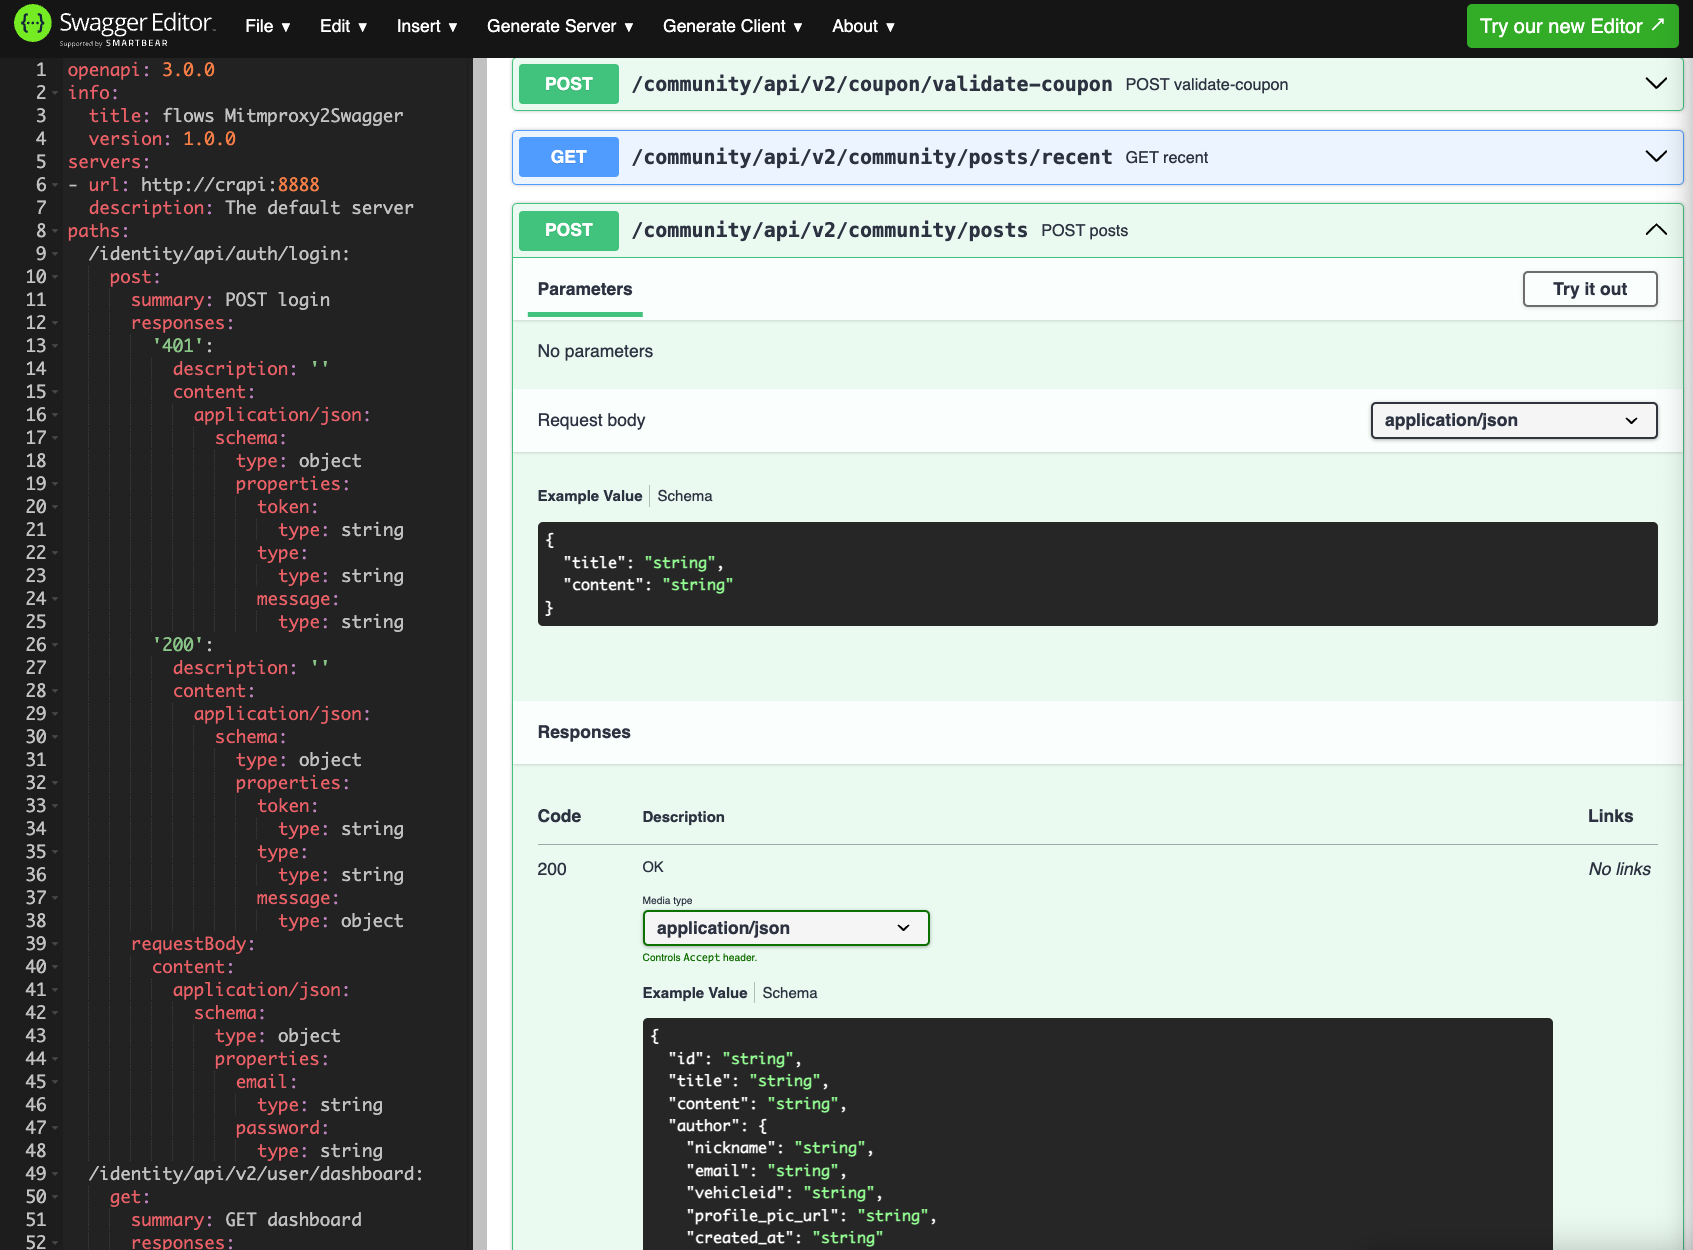 Swagger Editor.
Supported by SMARTBEAR
File ▾ Edit ▾ Insert ▾ Generate Server ▾ Generate Client ▾ About ▾
Try our new Editor ↗
1 openapi: 3.0.0
2 info:
3 title: flows Mitmproxy2Swagger
4 version: 1.0.0
5 servers:
6 - url: http://crapi:8888
7 description: The default server
8 paths:
9 /identity/api/auth/login:
10 post:
11 summary: POST login
12 responses:
13 '401':
14 description: ''
15 content:
16 application/json:
17 schema:
18 type: object
19 properties:
20 token:
21 type: string
22 type:
23 type: string
24 message:
25 type: string
26 '200':
27 description: ''
28 content:
29 application/json:
30 schema:
31 type: object
32 properties:
33 token:
34 type: string
35 type:
36 type: string
37 message:
38 type: object
39 requestBody:
40 content:
41 application/json:
42 schema:
43 type: object
44 properties:
45 email:
46 type: string
47 password:
48 type: string
49 /identity/api/v2/user/dashboard:
50 get:
51 summary: GET dashboard
52 responses:
POST /community/api/v2/coupon/validate-coupon POST validate-coupon
GET /community/api/v2/community/posts/recent GET recent
POST /community/api/v2/community/posts POST posts
Parameters
Try it out
No parameters
Request body
application/json
Example Value Schema
{
"title": "string",
"content": "string"
}
Responses
Code Description Links
200 OK No links
Media type
application/json
Controls Accept header.
Example Value Schema
{
"id": "string",
"title": "string",
"content": "string",
"author": {
"nickname": "string",
"email": "string",
"vehicleid": "string",
"profile_pic_url": "string",
"created_at": "string"